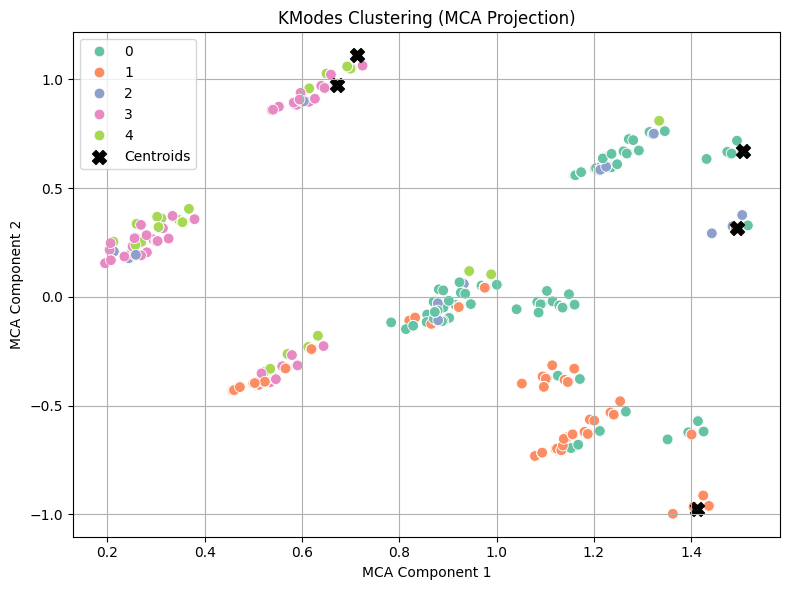 KModes Clustering (MCA Projection)
0
1
2
3
4
Centroids
1.0
0.5
0.0
−0.5
−1.0
MCA Component 2
0.2 0.4 0.6 0.8 1.0 1.2 1.4
MCA Component 1